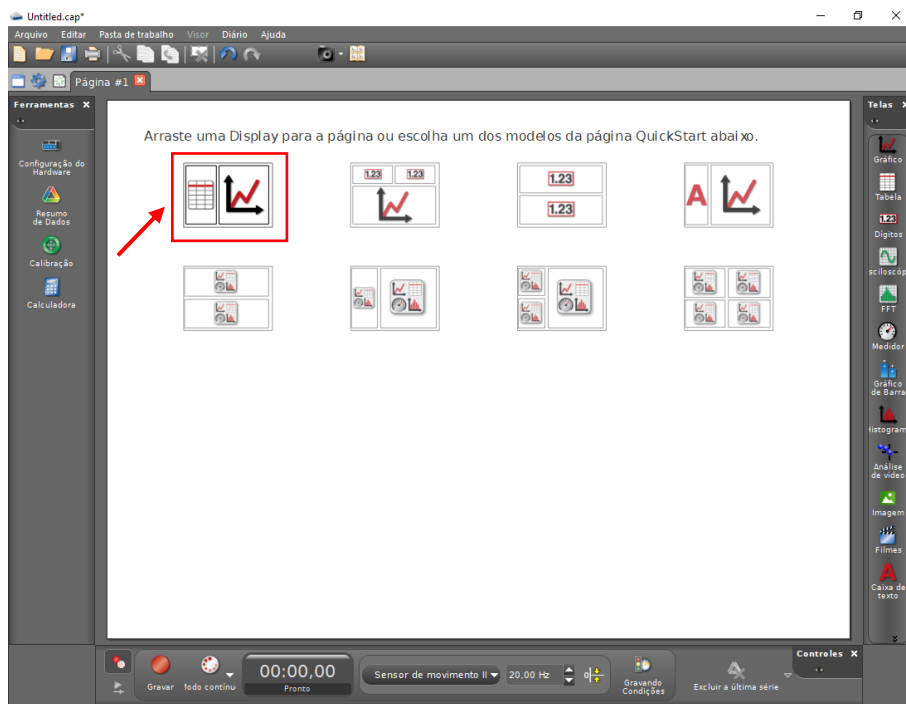 Untitled.cap*
Arquivo Editar Pasta de trabalho Visor Diário Ajuda
Página #1
Ferramentas
Telas
Arraste uma Display para a página ou escolha um dos modelos da página QuickStart abaixo.
Configuração do
Hardware
Resumo
de Dados
Calibração
Calculadora
1.23 1.23
1.23
1.23
A
Gráfico
Tabela
1.23
Dígitos
sciloscóp
FFT
Medidor
Gráfico
de Barra
Histogram
Análise
de vídeo
Imagem
Filmes
A
Caixa de
texto
Controles
Gravar
Todo contínu
00:00,00
Pronto
Sensor de movimento II
20,00 Hz
Gravando
Condições
Excluir a última série